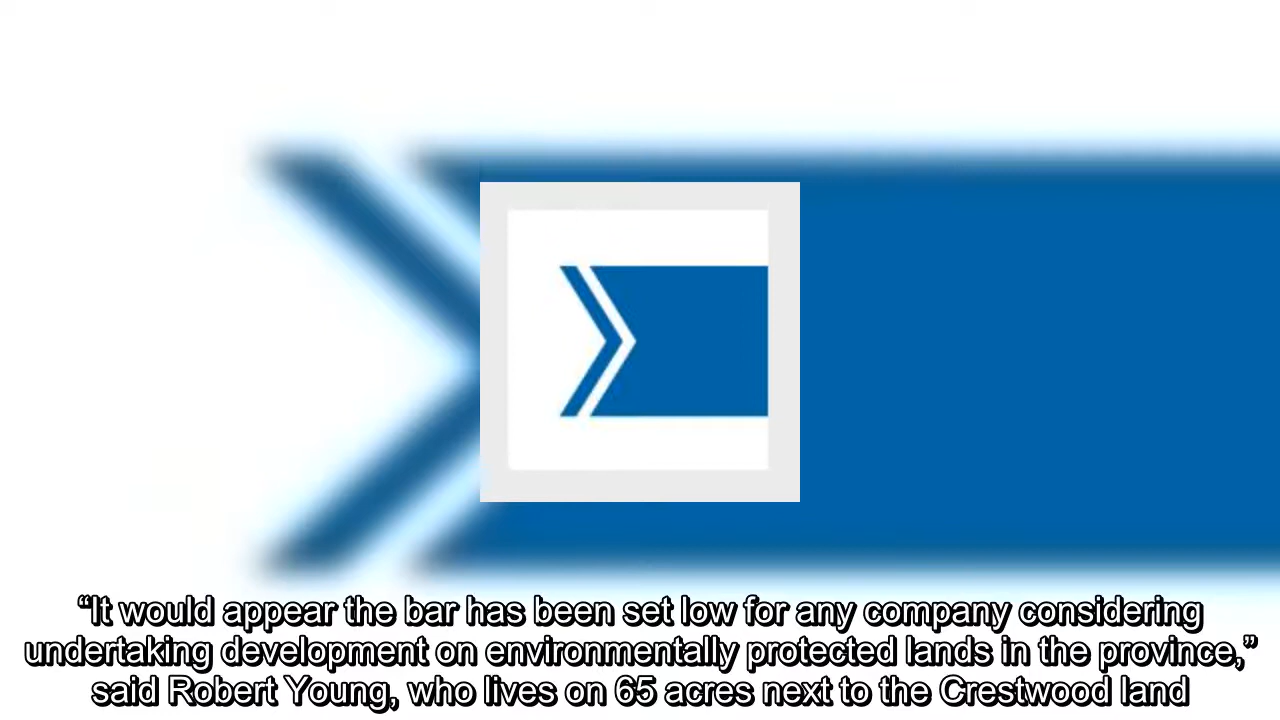 “It would appear the bar has been set low for any company considering
undertaking development on environmentally protected lands in the province,”
said Robert Young, who lives on 65 acres next to the Crestwood land